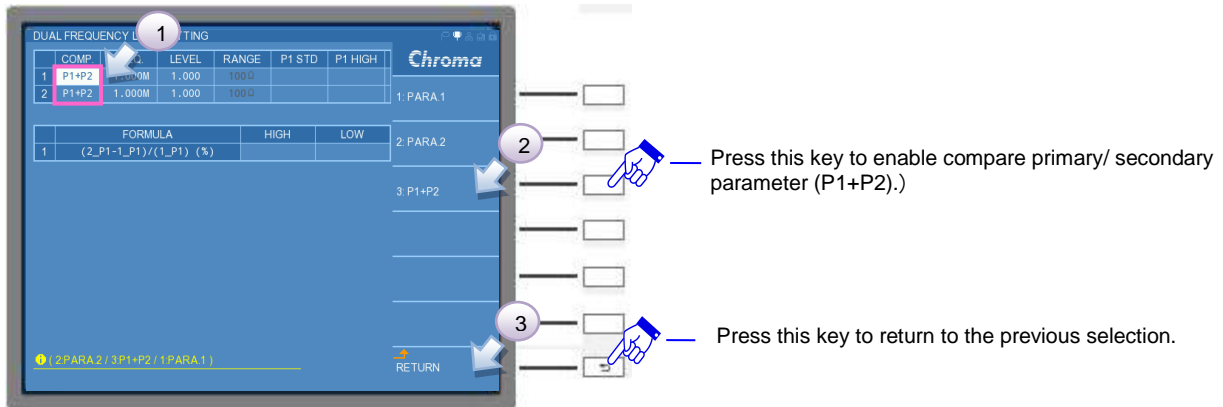 1
DUAL FREQUENCY L TTING
Chroma
COMP. Q. LEVEL RANGE P1 STD P1 HIGH
1 P1+P2 1.000M 1.000 100Ω
2 P1+P2 1.000M 1.000 100Ω
1: PARA.1
FORMULA HIGH LOW
1 (2_P1-1_P1)/(1_P1) (%)
2: PARA.2
2
Press this key to enable compare primary/ secondary
parameter (P1+P2).)
3: P1+P2
3
Press this key to return to the previous selection.
( 2:PARA.2 / 3:P1+P2 / 1:PARA.1 )
RETURN